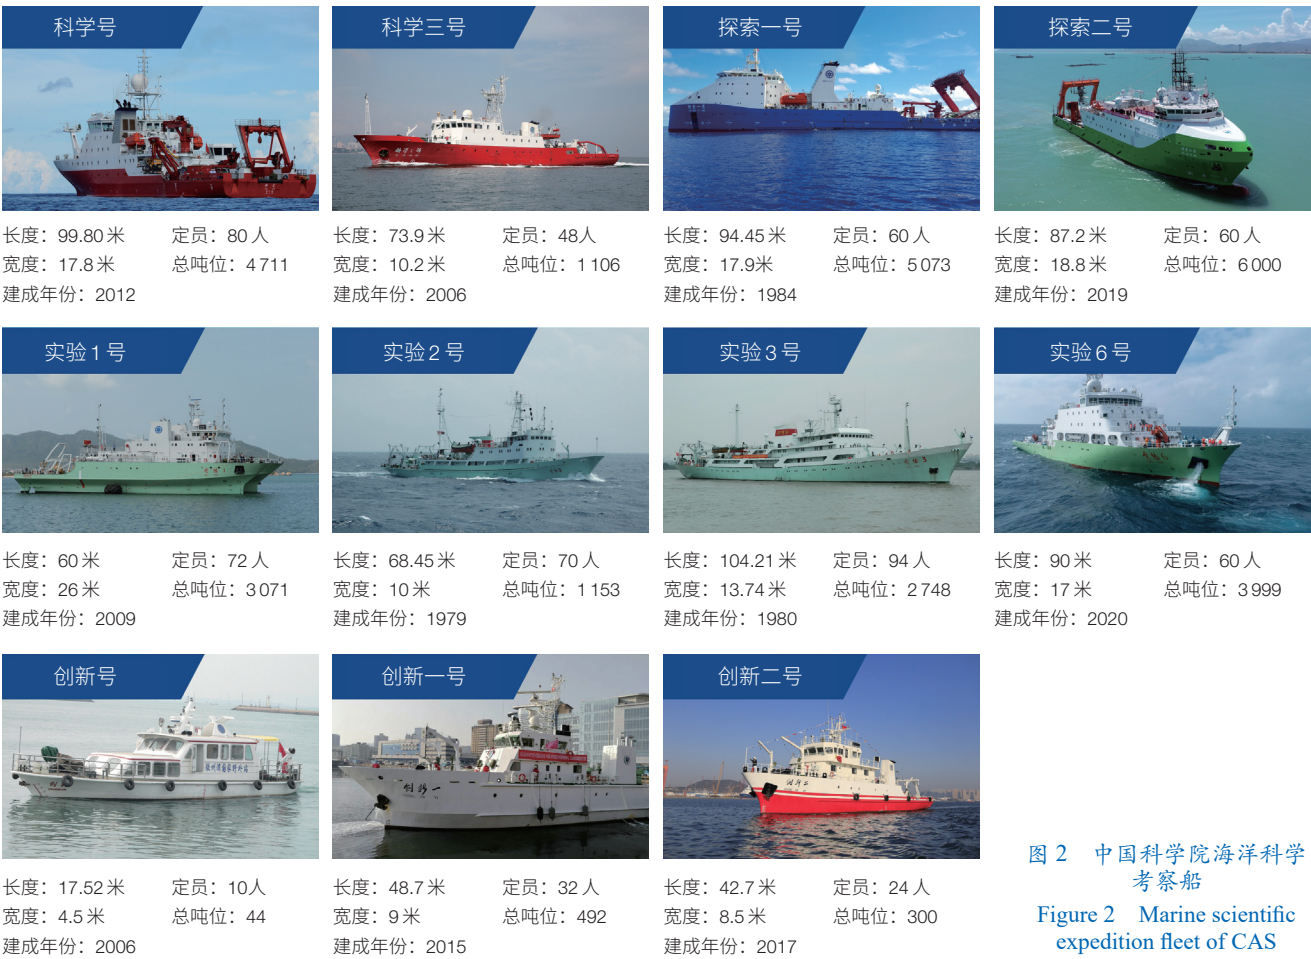 科学号
科学三号
探索一号
探索二号
长度：99.80 米 定员：80 人
宽度：17.8 米 总吨位：4 711
建成年份：2012
长度：73.9 米 定员：48人
宽度：10.2 米 总吨位：1 106
建成年份：2006
长度：94.45 米 定员：60 人
宽度：17.9米 总吨位：5 073
建成年份：1984
长度：87.2 米 定员：60 人
宽度：18.8 米 总吨位：6 000
建成年份：2019
实验 1 号
实验 2 号
实验 3 号
实验 6 号
长度：60 米 定员：72 人
宽度：26 米 总吨位：3 071
建成年份：2009
长度：68.45 米 定员：70 人
宽度：10 米 总吨位：1 153
建成年份：1979
长度：104.21 米 定员：94 人
宽度：13.74 米 总吨位：2 748
建成年份：1980
长度：90 米 定员：60 人
宽度：17 米 总吨位：3 999
建成年份：2020
创新号
创新一号
创新二号
创新一
创新二
长度：17.52 米 定员：10人
宽度：4.5 米 总吨位：44
建成年份：2006
长度：48.7 米 定员：32 人
宽度：9 米 总吨位：492
建成年份：2015
长度：42.7 米 定员：24 人
宽度：8.5 米 总吨位：300
建成年份：2017
图 2 中国科学院海洋科学
考察船
Figure 2 Marine scientific
expedition fleet of CAS